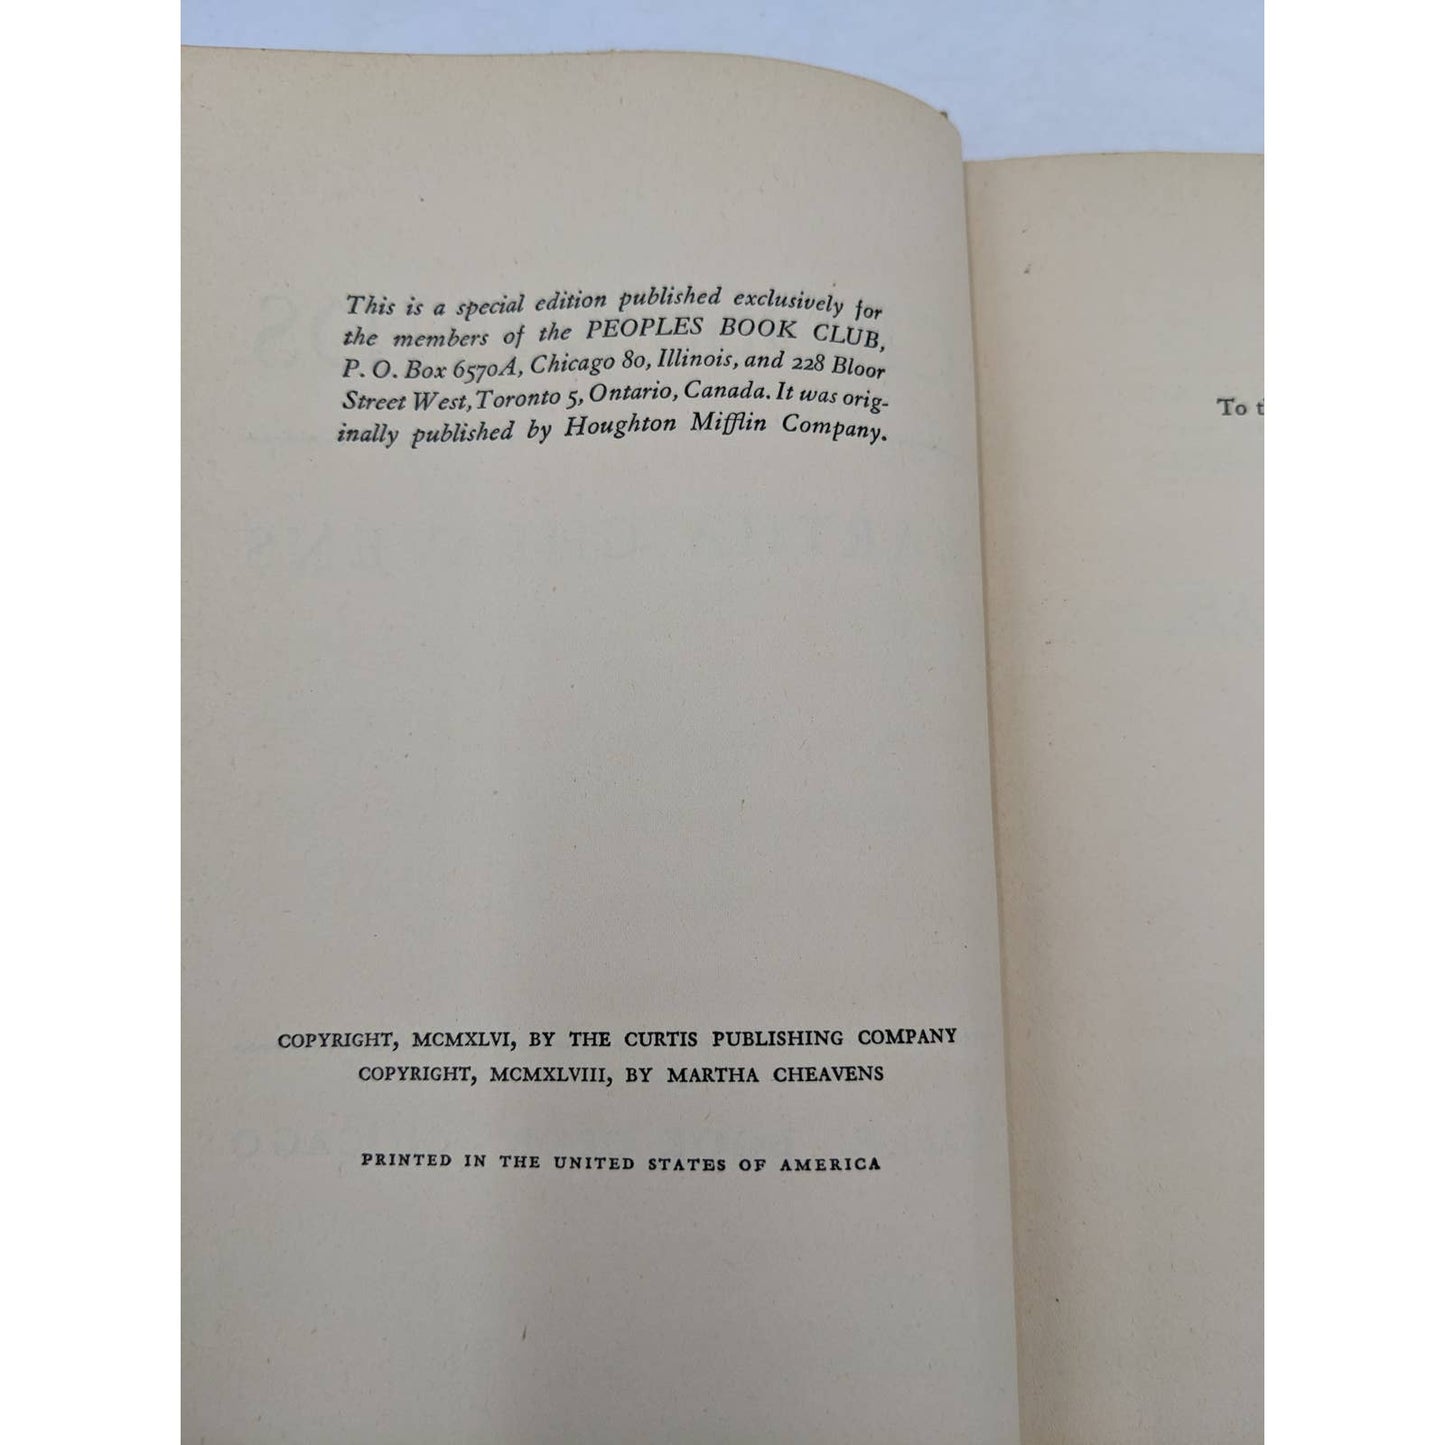 This is a special edition published exclusively for
the members of the PEOPLES BOOK CLUB,
P. O. Box 6570A, Chicago 80, Illinois, and 228 Bloor
Street West, Toronto 5, Ontario, Canada. It was orig-
inally published by Houghton Mifflin Company.
COPYRIGHT, MCMXLVI, BY THE CURTIS PUBLISHING COMPANY
COPYRIGHT, MCMXLVIII, BY MARTHA CHEAVENS
PRINTED IN THE UNITED STATES OF AMERICA
To t